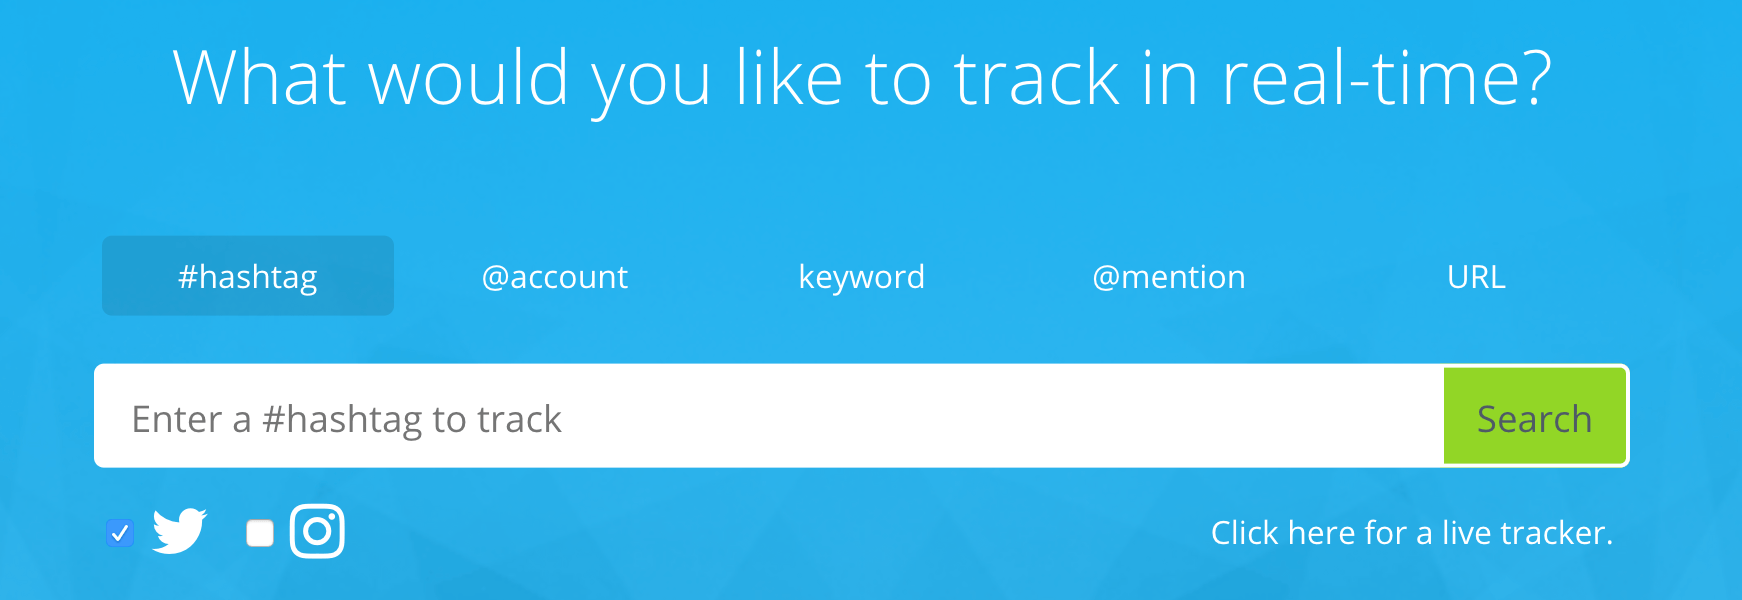 What would you like to track in real-time?
#hashtag @account keyword @mention URL
Enter a #hashtag to track Search
Click here for a live tracker.